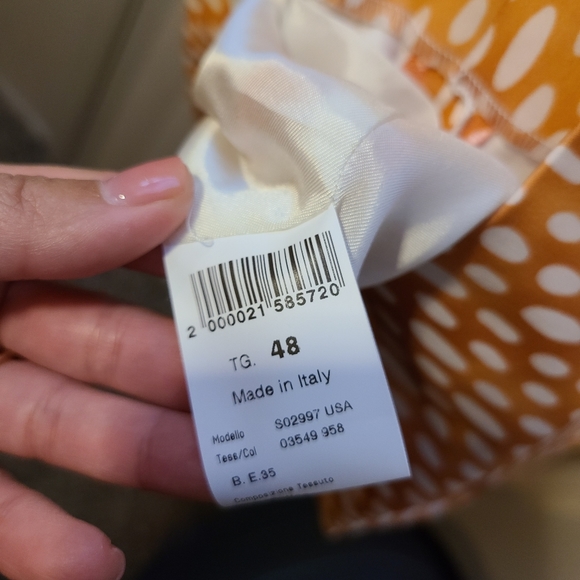 2 000021 585720
TG. 48
Made in Italy
Modello S02997 USA
Tess/Col 03549 958
B. E.35
Composizione Tessuto